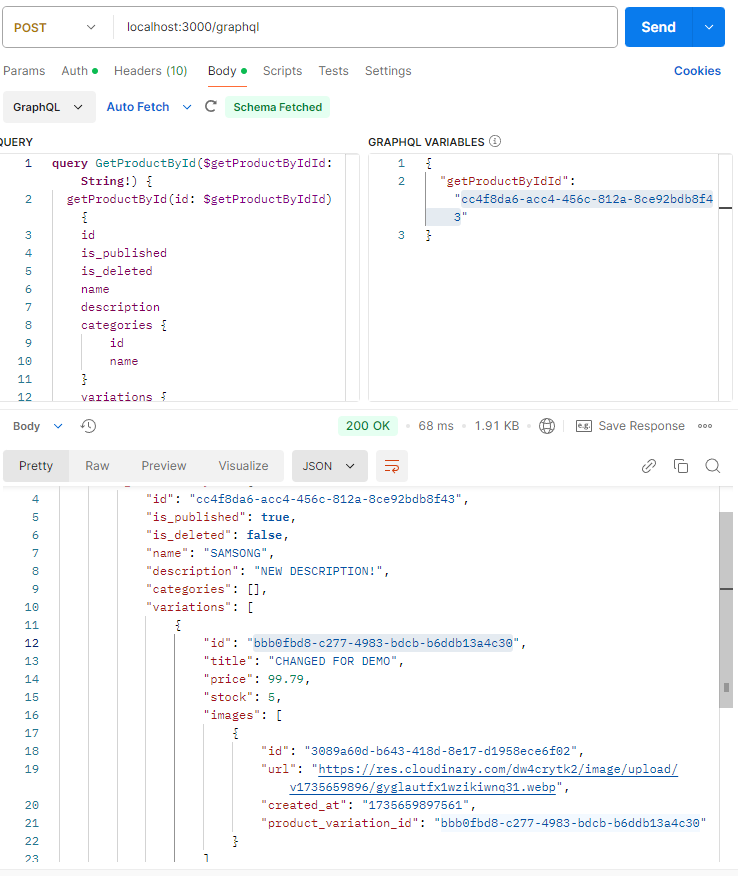 POST
localhost:3000/graphql
Send
Params Auth Headers (10) Body Scripts Tests Settings Cookies
GraphQL Auto Fetch Schema Fetched
QUERY
1 query GetProductById($getProductByIdId:
String!) {
2 getProductById(id: $getProductByIdId)
{
3 id
4 is_published
5 is_deleted
6 name
7 description
8 categories {
9 id
10 name
11 }
12 variations {
GRAPHQL VARIABLES
1 {
2 "getProductByIdId":
"cc4f8da6-acc4-456c-812a-8ce92bdb8f4
3"
3 }
Body 200 OK 68 ms 1.91 KB e.g. Save Response
Pretty Raw Preview Visualize JSON
4 "id": "cc4f8da6-acc4-456c-812a-8ce92bdb8f43",
5 "is_published": true,
6 "is_deleted": false,
7 "name": "SAMSONG",
8 "description": "NEW DESCRIPTION!",
9 "categories": [],
10 "variations": [
11 {
12 "id": "bbb0fbd8-c277-4983-bdcb-b6ddb13a4c30",
13 "title": "CHANGED FOR DEMO",
14 "price": 99.79,
15 "stock": 5,
16 "images": [
17 {
18 "id": "3089a60d-b643-418d-8e17-d1958ece6f02",
19 "url": "https://res.cloudinary.com/dw4crytk2/image/upload/
v1735659896/gyglautfx1wzikiwnq31.webp",
20 "created_at": "1735659897561",
21 "product_variation_id": "bbb0fbd8-c277-4983-bdcb-b6ddb13a4c30"
22 }
23 ]